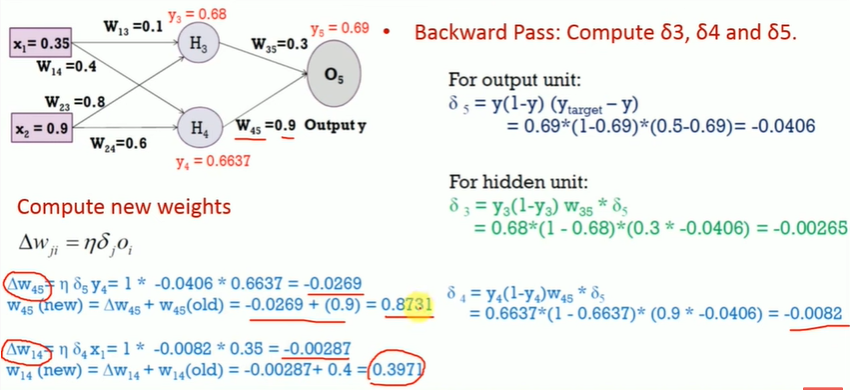 W₁₃ =0.1
y₃ = 0.68
x₁= 0.35
H₃
W₃₅=0.3
y₅ = 0.69
W₁₄ =0.4
O₅
W₂₃ =0.8
x₂ = 0.9
H₄
W₄₅ =0.9 Output y
W₂₄=0.6
y₄ = 0.6637
Compute new weights
Δwⱼᵢ = ηδⱼoᵢ
Δw₄₅= η δ₅ y₄= 1 * -0.0406 * 0.6637 = -0.0269
w₄₅ (new) = Δw₄₅ + w₄₅(old) = -0.0269 + (0.9) = 0.8731
Δw₁₄= η δ₄ x₁= 1 * -0.0082 * 0.35 = -0.00287
w₁₄ (new) = Δw₁₄ + w₁₄(old) = -0.00287+ 0.4 = 0.3971
• Backward Pass: Compute δ3, δ4 and δ5.
For output unit:
δ ₅ = y(1-y) (y_target – y)
= 0.69*(1-0.69)*(0.5-0.69)= -0.0406
For hidden unit:
δ ₃ = y₃(1-y₃) w₃₅ * δ₅
= 0.68*(1 - 0.68)*(0.3 * -0.0406) = -0.00265
δ ₄ = y₄(1-y₄)w₄₅ * δ₅
= 0.6637*(1 - 0.6637)* (0.9 * -0.0406) = -0.0082